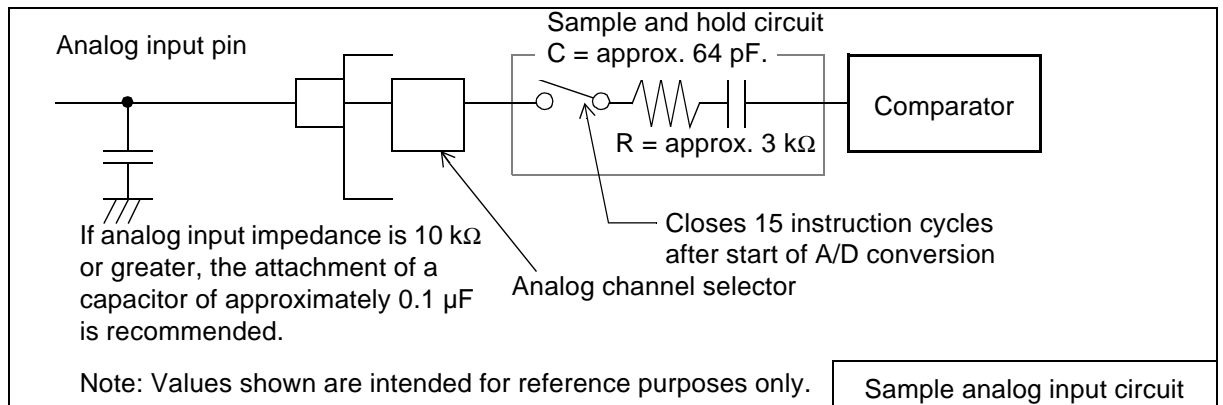 Sample and hold circuit
Analog input pin
C = approx. 64 pF.
Comparator
R = approx. 3 kΩ
Closes 15 instruction cycles
after start of A/D conversion
If analog input impedance is 10 kΩ
or greater, the attachment of a
capacitor of approximately 0.1 µF
is recommended.
Analog channel selector
Note: Values shown are intended for reference purposes only.
Sample analog input circuit